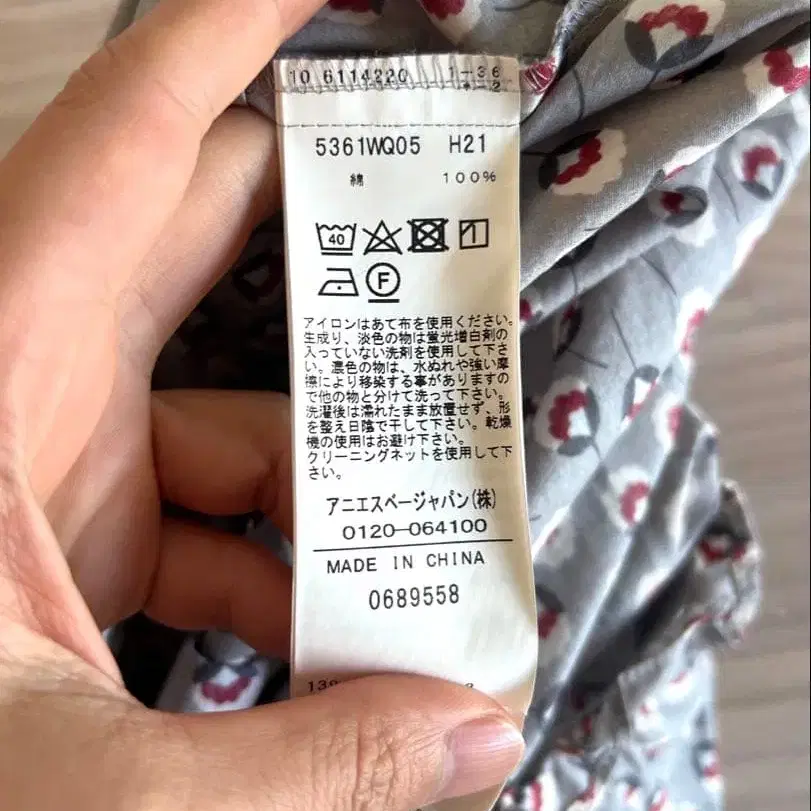 10 6114220 1-36
*-2
5361WQ05 H21
綿 100%
40
1
F
アイロンはあて布を使用ください。
生成り、淡色の物は蛍光増白剤の
入っていない洗剤を使用して下さ
い。濃色の物は、水ぬれや強い摩
擦により移染する事がありますの
で他の物と分けて洗って下さい。
洗濯後は濡れたまま放置せず、形
を整え日陰で干して下さい。乾燥
機の使用はお避け下さい。
クリーニングネットを使用して下
さい。
アニエスベージャパン(株)
0120-064100
MADE IN CHINA
0689558